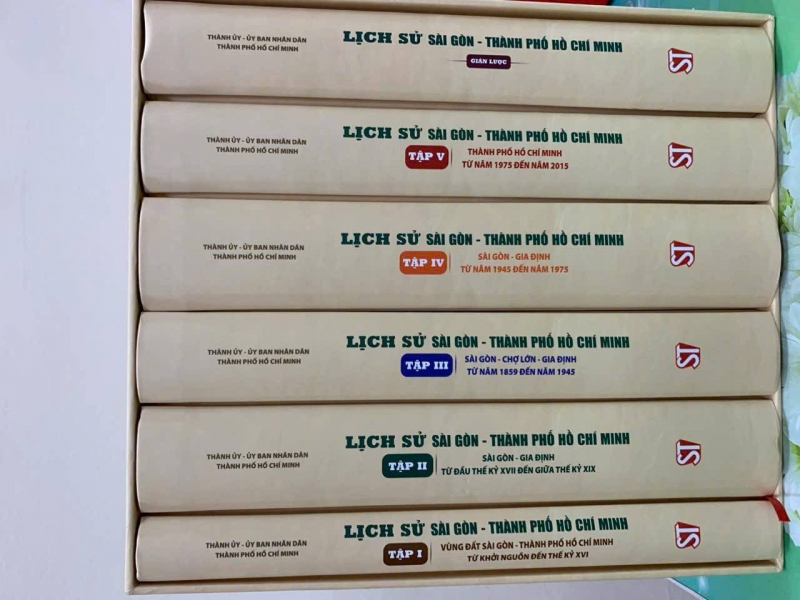 THÀNH ỦY - ỦY BAN NHÂN DÂN
THÀNH PHỐ HỒ CHÍ MINH
LỊCH SỬ SÀI GÒN - THÀNH PHỐ HỒ CHÍ MINH
GIẢN LƯỢC
ST
THÀNH ỦY - ỦY BAN NHÂN DÂN
THÀNH PHỐ HỒ CHÍ MINH
LỊCH SỬ SÀI GÒN - THÀNH PHỐ HỒ CHÍ MINH
TẬP V
THÀNH PHỐ HỒ CHÍ MINH
TỪ NĂM 1975 ĐẾN NĂM 2015
ST
THÀNH ỦY - ỦY BAN NHÂN DÂN
THÀNH PHỐ HỒ CHÍ MINH
LỊCH SỬ SÀI GÒN - THÀNH PHỐ HỒ CHÍ MINH
TẬP IV
SÀI GÒN - GIA ĐỊNH
TỪ NĂM 1945 ĐẾN NĂM 1975
ST
THÀNH ỦY - ỦY BAN NHÂN DÂN
THÀNH PHỐ HỒ CHÍ MINH
LỊCH SỬ SÀI GÒN - THÀNH PHỐ HỒ CHÍ MINH
TẬP III
SÀI GÒN - CHỢ LỚN - GIA ĐỊNH
TỪ NĂM 1859 ĐẾN NĂM 1945
ST
THÀNH ỦY - ỦY BAN NHÂN DÂN
THÀNH PHỐ HỒ CHÍ MINH
LỊCH SỬ SÀI GÒN - THÀNH PHỐ HỒ CHÍ MINH
TẬP II
SÀI GÒN - GIA ĐỊNH
TỪ ĐẦU THẾ KỶ XVII ĐẾN GIỮA THẾ KỶ XIX
ST
THÀNH ỦY - ỦY BAN NHÂN DÂN
THÀNH PHỐ HỒ CHÍ MINH
LỊCH SỬ SÀI GÒN - THÀNH PHỐ HỒ CHÍ MINH
TẬP I
VÙNG ĐẤT SÀI GÒN - THÀNH PHỐ HỒ CHÍ MINH
TỪ KHỞI NGUỒN ĐẾN THẾ KỶ XVI
ST